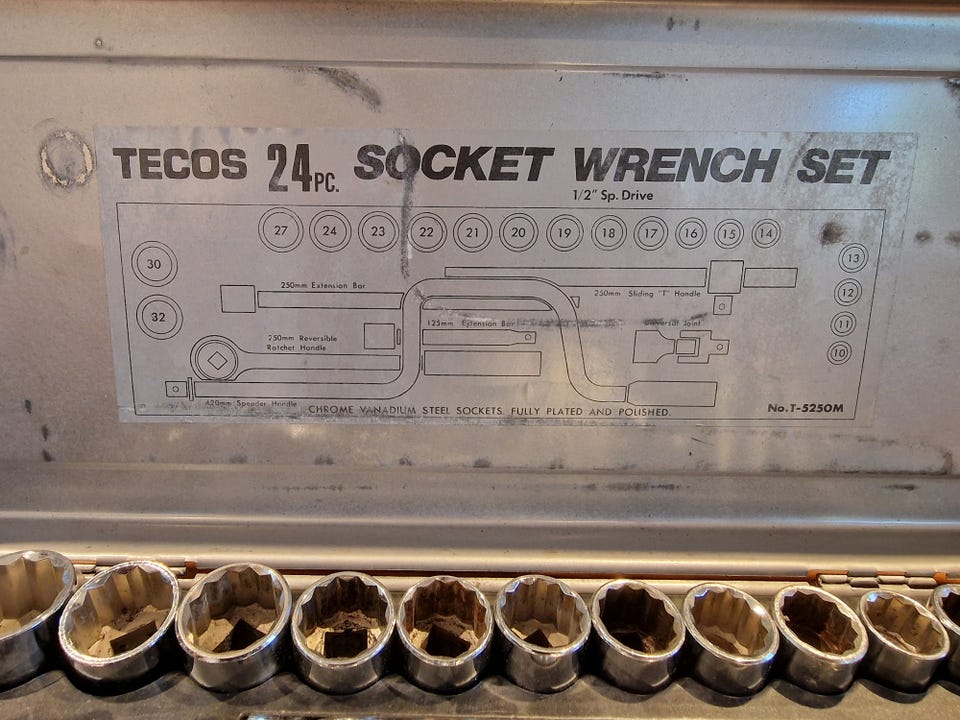 TECOS 24PC. SOCKET WRENCH SET
1/2" Sp. Drive
27 24 23 22 21 20 19 18 17 16 15 14
30
13
32
12
11
10
250mm Extension Bar
250mm Sliding "T" Handle
125mm Extension Bar
Universal Joint
250mm Reversible
Ratchet Handle
420mm Speeder Handle
CHROME VANADIUM STEEL SOCKETS FULLY PLATED AND POLISHED.
No.T-5250M